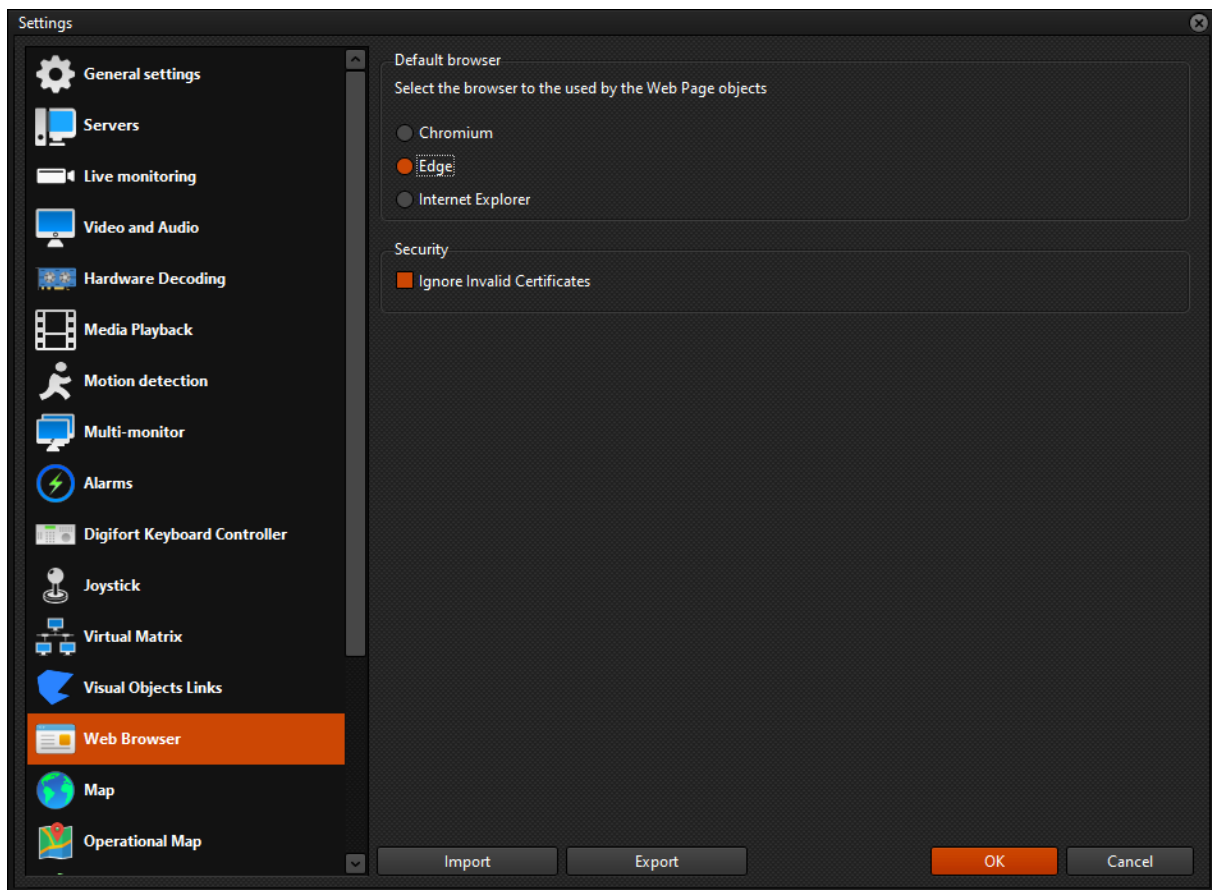 Settings
General settings
Servers
Live monitoring
Video and Audio
Hardware Decoding
Media Playback
Motion detection
Multi-monitor
Alarms
Digifort Keyboard Controller
Joystick
Virtual Matrix
Visual Objects Links
Web Browser
Map
Operational Map
Default browser
Select the browser to the used by the Web Page objects
Chromium
Edge
Internet Explorer
Security
Ignore Invalid Certificates
Import
Export
OK
Cancel